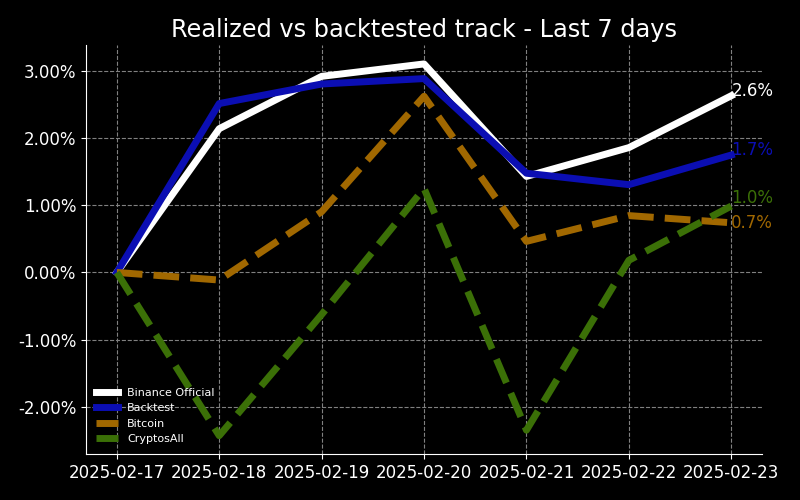 Realized vs backtested track - Last 7 days
3.00%
2.00%
1.00%
0.00%
-1.00%
-2.00%
2.6%
1.7%
1.0%
0.7%
Binance Official
Backtest
Bitcoin
CryptosAll
2025-02-17 2025-02-18 2025-02-19 2025-02-20 2025-02-21 2025-02-22 2025-02-23